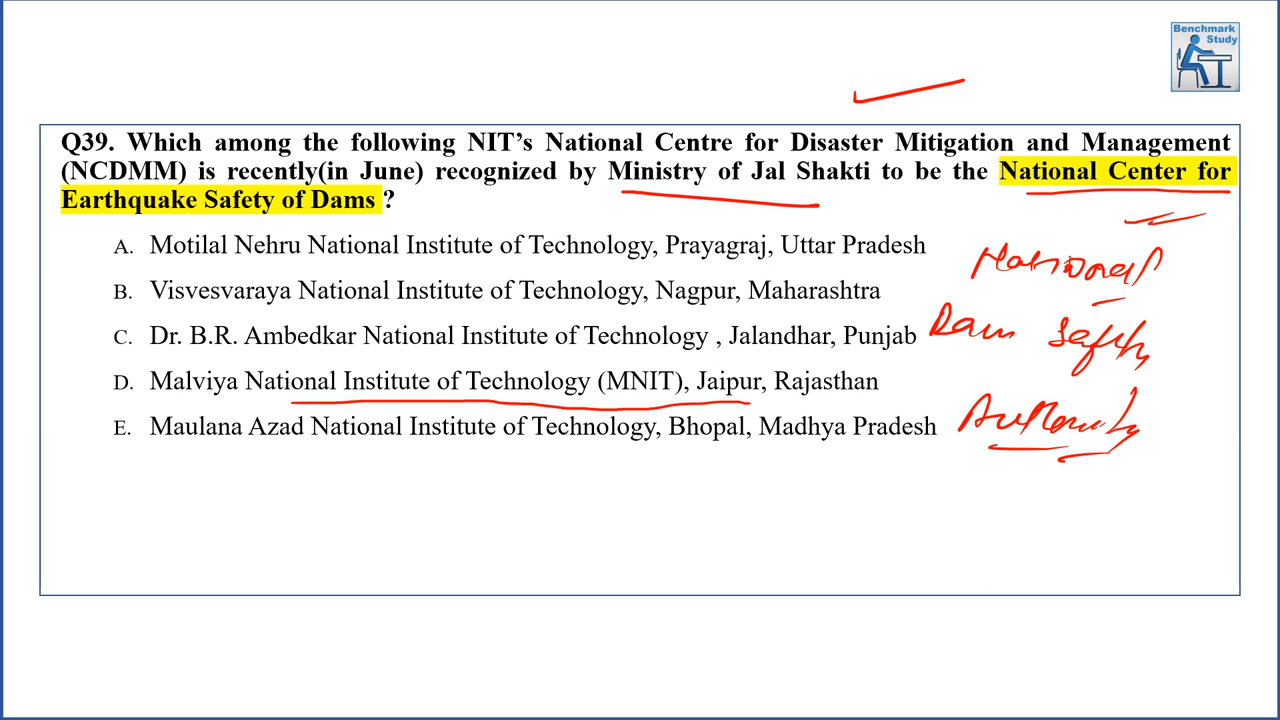 Benchmark
Study
Q39. Which among the following NIT’s National Centre for Disaster Mitigation and Management
(NCDMM) is recently(in June) recognized by Ministry of Jal Shakti to be the National Center for
Earthquake Safety of Dams ?
A. Motilal Nehru National Institute of Technology, Prayagraj, Uttar Pradesh
B. Visvesvaraya National Institute of Technology, Nagpur, Maharashtra
C. Dr. B.R. Ambedkar National Institute of Technology , Jalandhar, Punjab
D. Malviya National Institute of Technology (MNIT), Jaipur, Rajasthan
E. Maulana Azad National Institute of Technology, Bhopal, Madhya Pradesh
National
Dam Safety
Authority